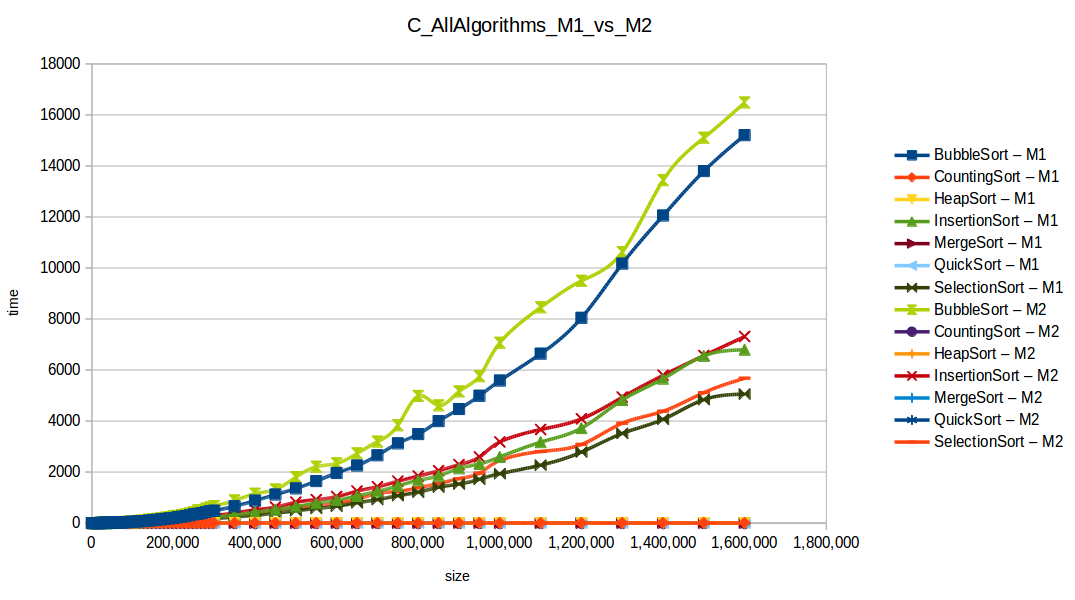 C_AllAlgorithms_M1_vs_M2
18000
16000
14000
12000
10000
8000
6000
4000
2000
0
time
0 200,000 400,000 600,000 800,000 1,000,000 1,200,000 1,400,000 1,600,000 1,800,000
size
BubbleSort – M1
CountingSort – M1
HeapSort – M1
InsertionSort – M1
MergeSort – M1
QuickSort – M1
SelectionSort – M1
BubbleSort – M2
CountingSort – M2
HeapSort – M2
InsertionSort – M2
MergeSort – M2
QuickSort – M2
SelectionSort – M2